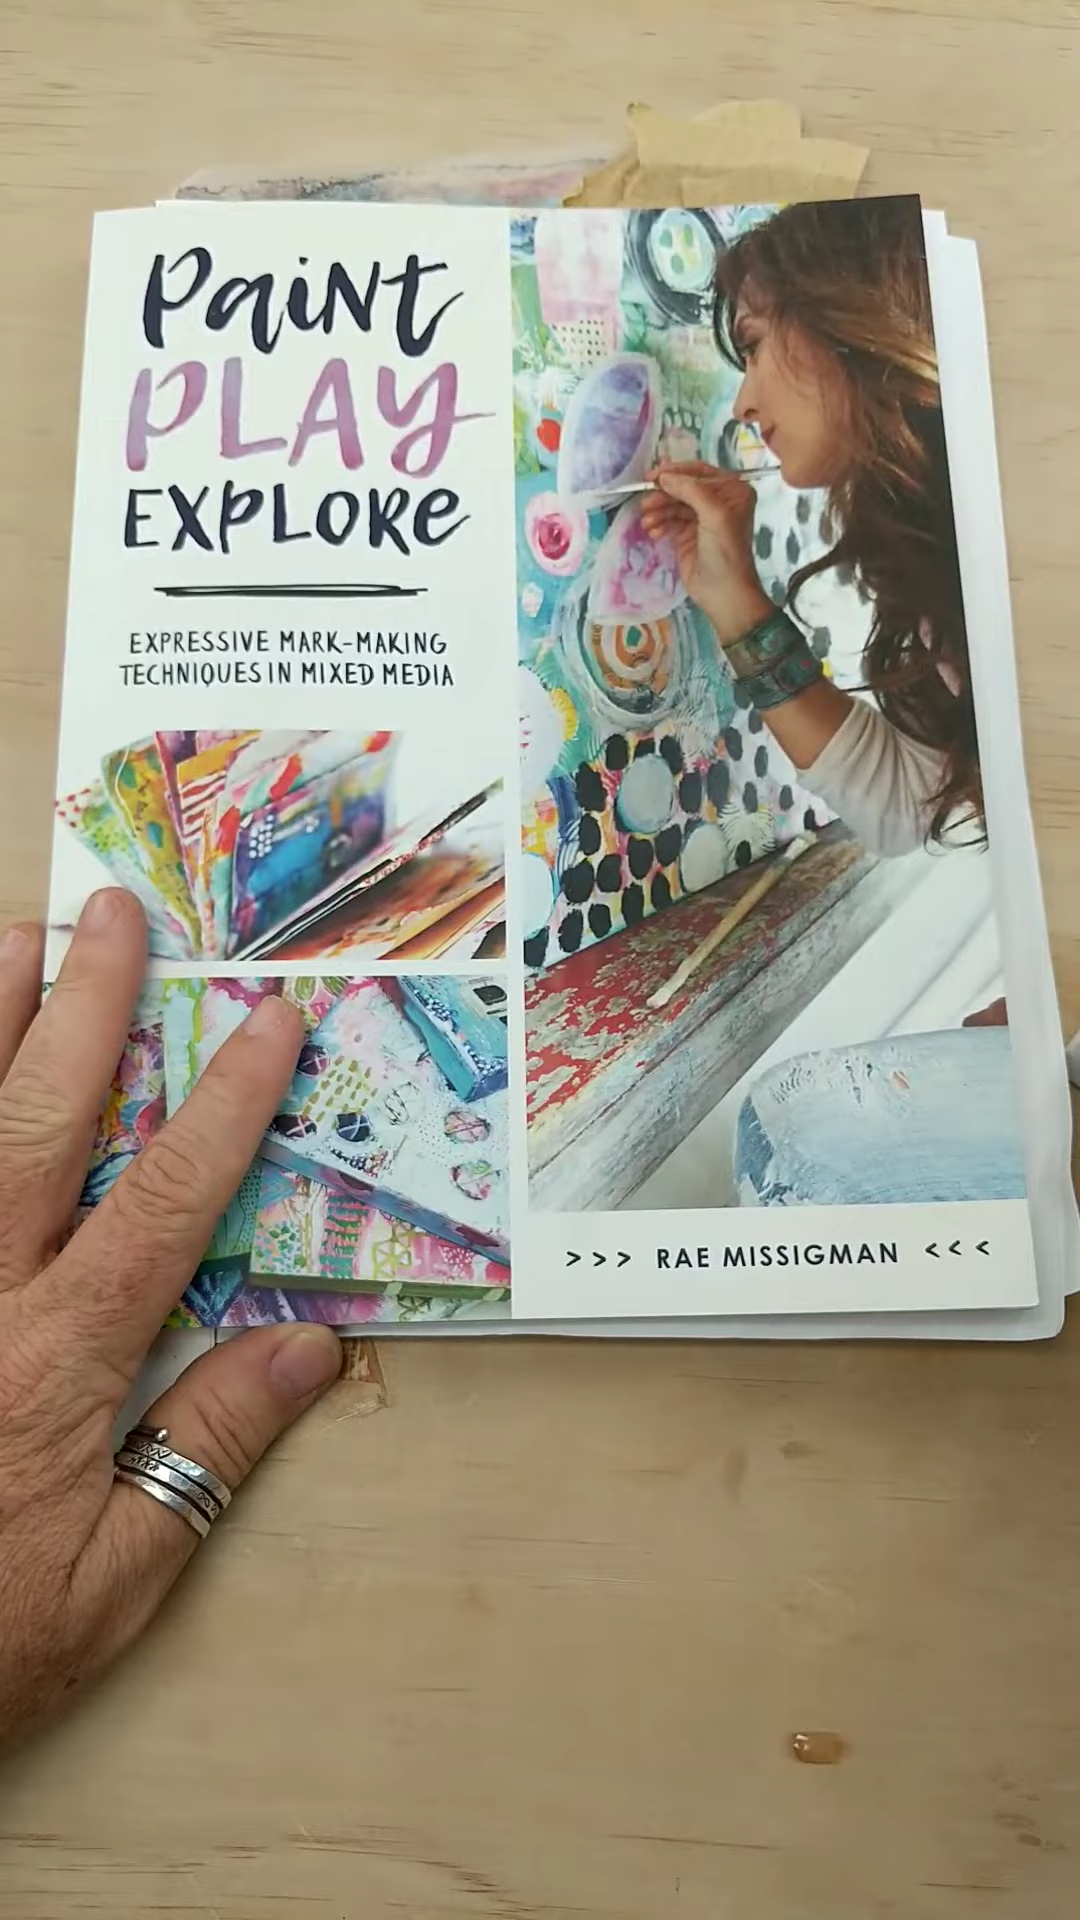 Paint
PLAY
EXPLORe
EXPRESSIVE MARK-MAKING
TECHNIQUES IN MIXED MEDIA
>>> RAE MISSIGMAN <<<